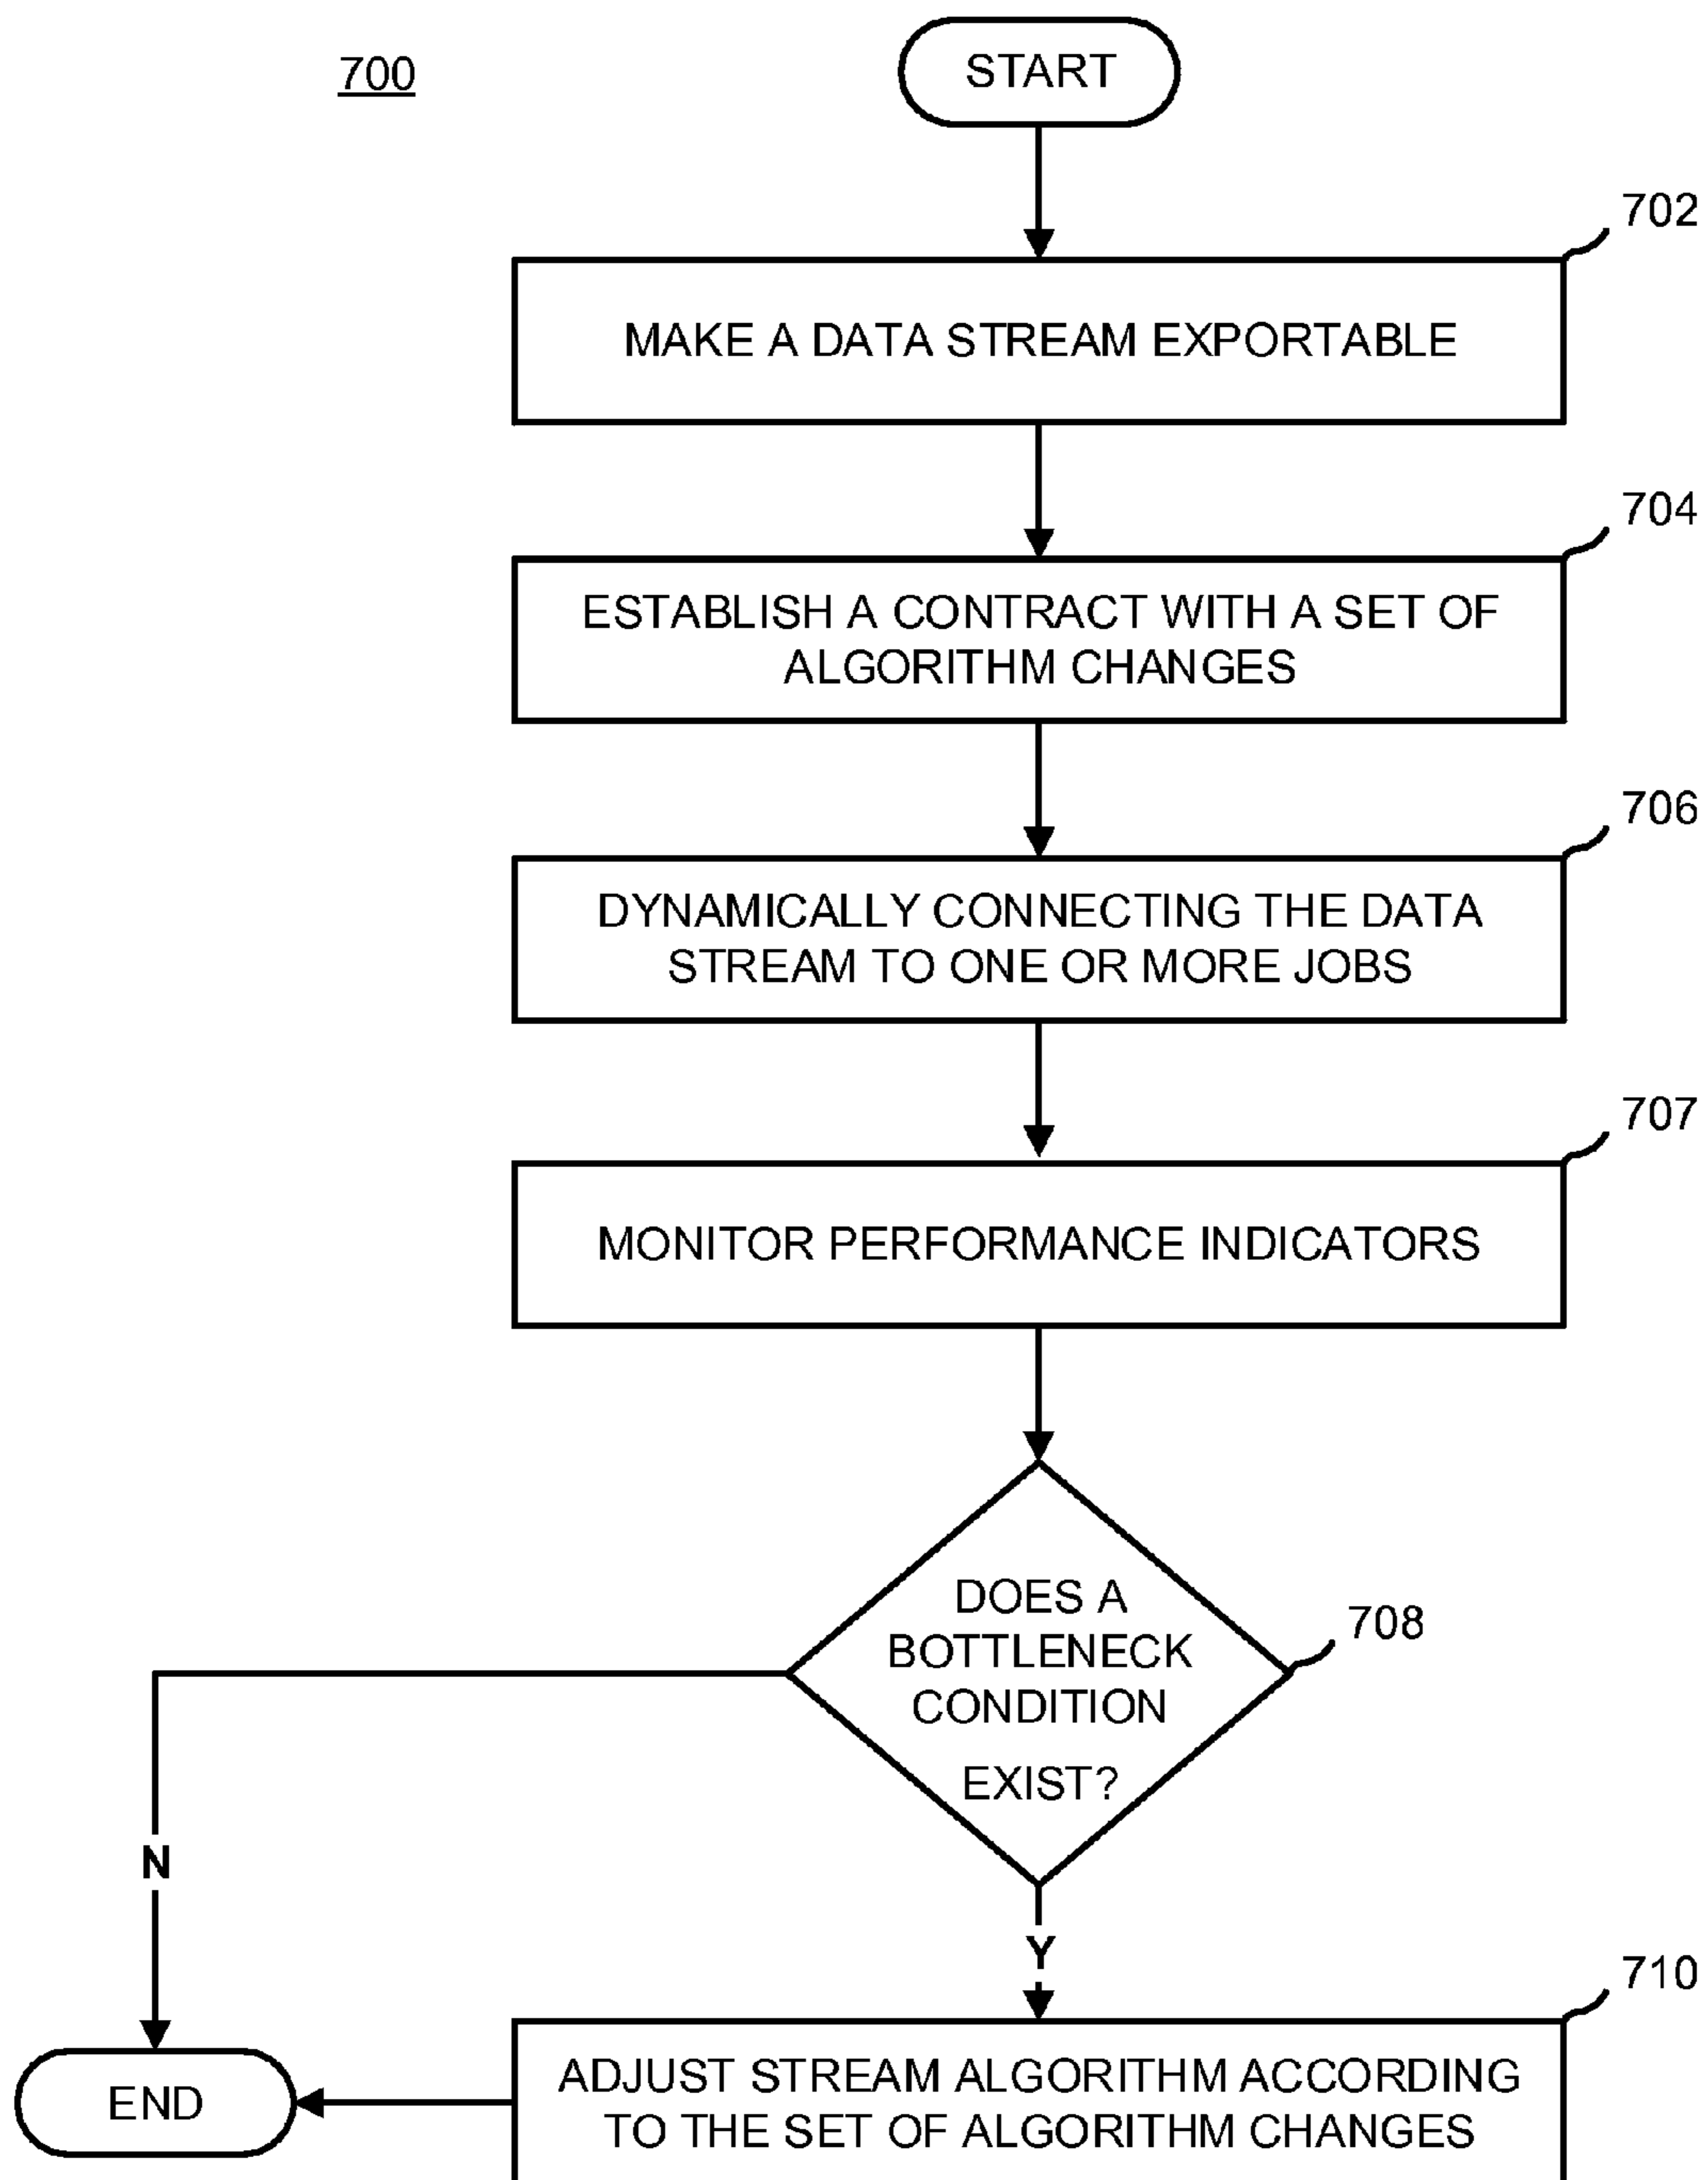 700
START
702
MAKE A DATA STREAM EXPORTABLE
704
ESTABLISH A CONTRACT WITH A SET OF
ALGORITHM CHANGES
706
DYNAMICALLY CONNECTING THE DATA
STREAM TO ONE OR MORE JOBS
707
MONITOR PERFORMANCE INDICATORS
DOES A
BOTTLENECK
CONDITION
EXIST?
708
N
Y
710
ADJUST STREAM ALGORITHM ACCORDING
TO THE SET OF ALGORITHM CHANGES
END